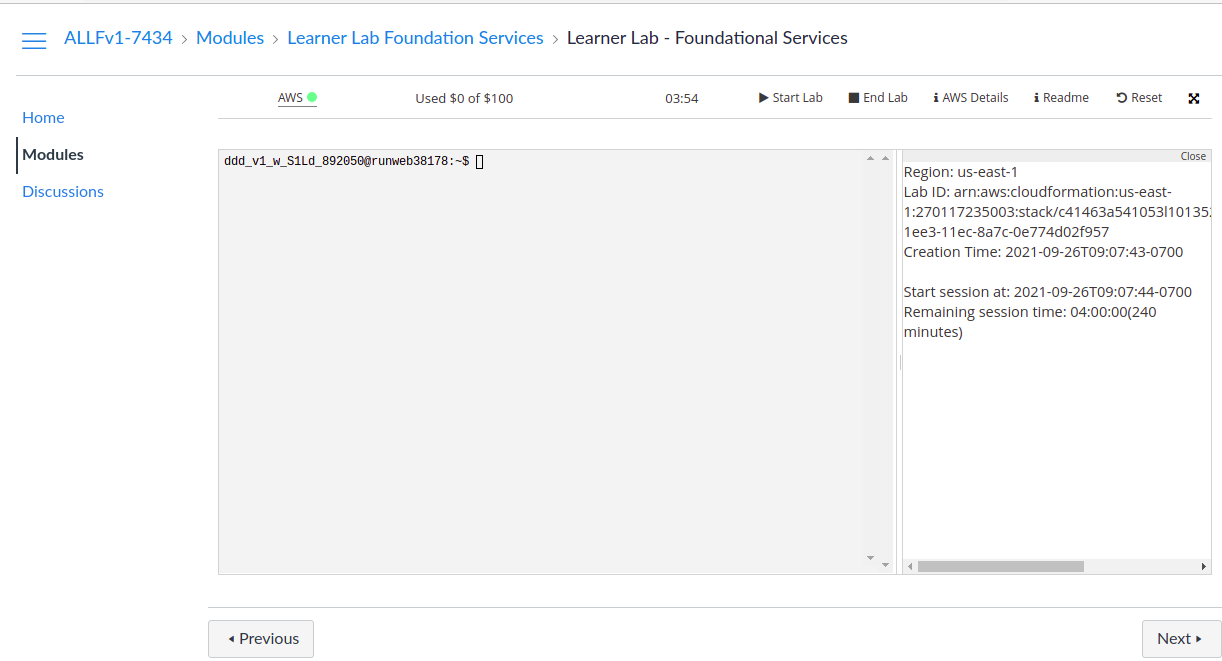 ALLFv1-7434 › Modules › Learner Lab Foundation Services › Learner Lab - Foundational Services
AWS Used $0 of $100 03:54 Start Lab End Lab AWS Details Readme Reset
Home
Modules
Discussions
ddd_v1_w_S1Ld_892050@runweb38178:~$
Close
Region: us-east-1
Lab ID: arn:aws:cloudformation:us-east-
1:270117235003:stack/c41463a541053l101352
1ee3-11ec-8a7c-0e774d02f957
Creation Time: 2021-09-26T09:07:43-0700
Start session at: 2021-09-26T09:07:44-0700
Remaining session time: 04:00:00(240
minutes)
Previous
Next